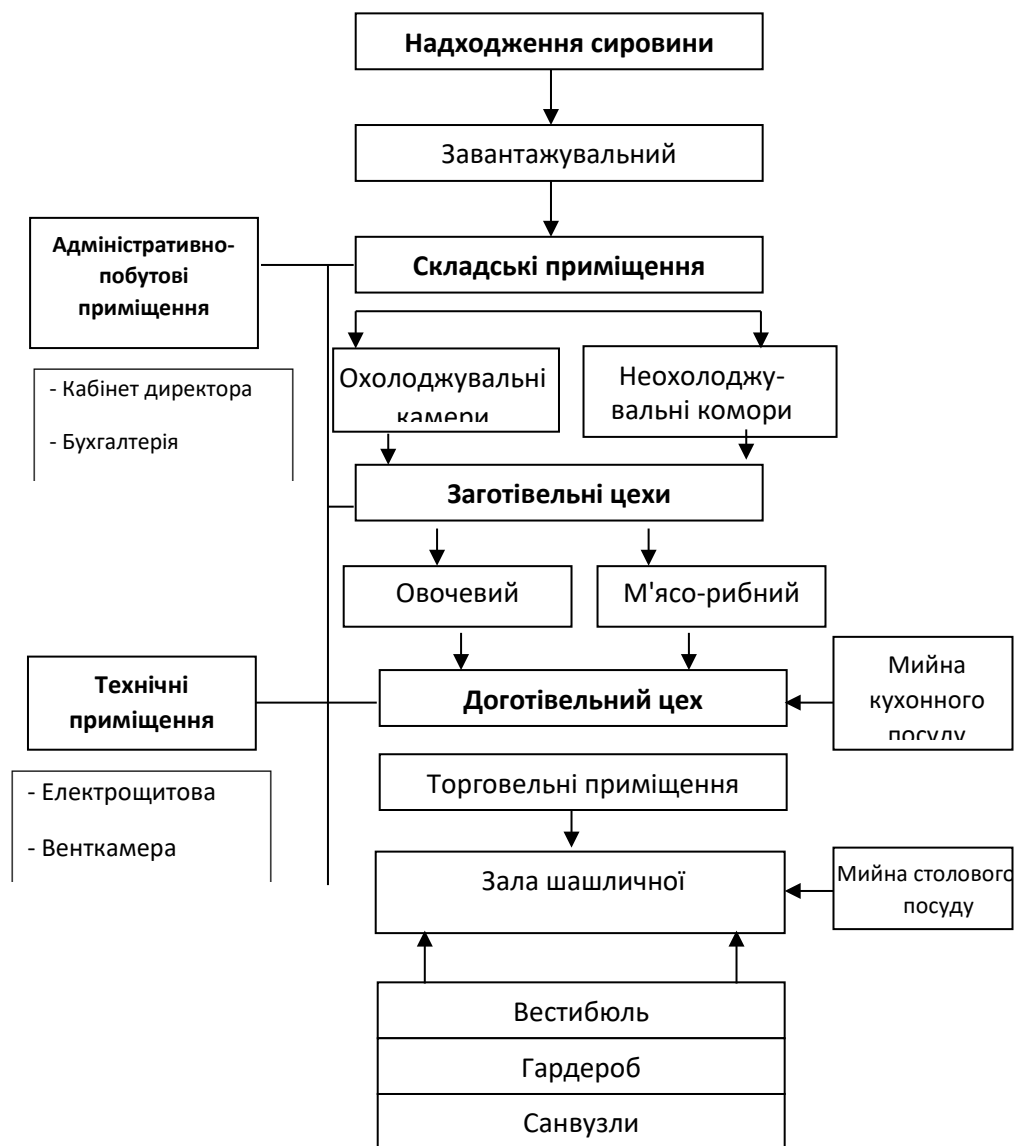 Надходження сировини
Завантажувальний
Адміністративно-
побутові
приміщення
Складські приміщення
- Кабінет директора
- Бухгалтерія
Охолоджувальні
камери
Неохолоджу-
вальні комори
Заготівельні цехи
Овочевий
М'ясо-рибний
Технічні
приміщення
Доготівельний цех
Мийна
кухонного
посуду
- Електрощитова
- Венткамера
Торговельні приміщення
Зала шашличної
Мийна столового
посуду
Вестибюль
Гардероб
Санвузли